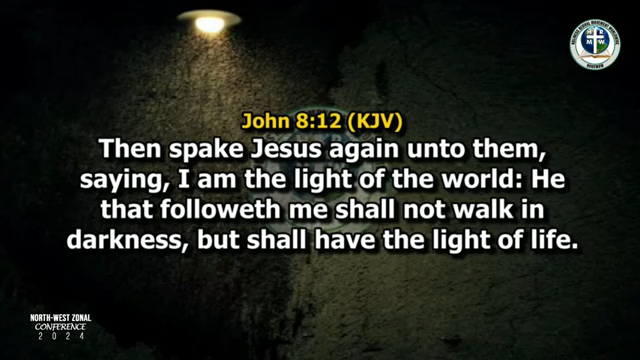 John 8:12 (KJV)
Then spake Jesus again unto them,
saying, I am the light of the world: He
that followeth me shall not walk in
darkness, but shall have the light of life.
NORTH-WEST ZONAL
CONFERENCE
2024